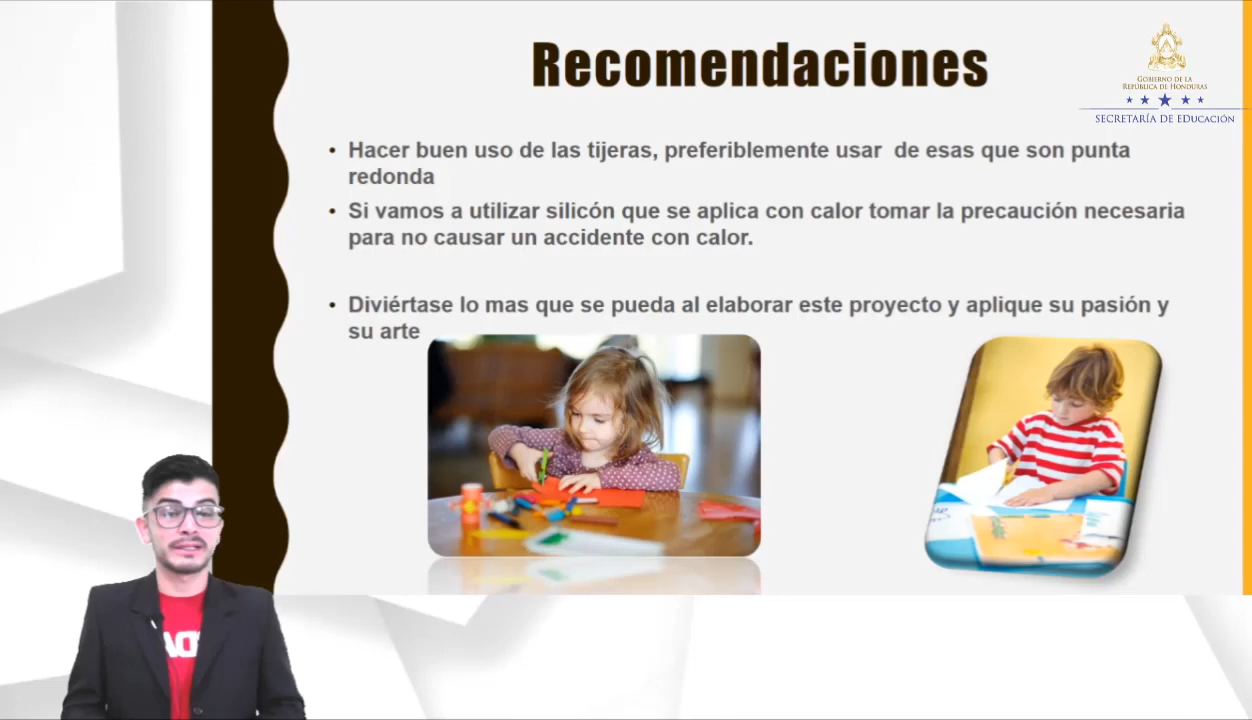 Recomendaciones
GOBIERNO DE LA
REPÚBLICA DE HONDURAS
SECRETARÍA DE EDUCACIÓN
• Hacer buen uso de las tijeras, preferiblemente usar de esas que son punta
redonda
• Si vamos a utilizar silicón que se aplica con calor tomar la precaución necesaria
para no causar un accidente con calor.
• Diviértase lo mas que se pueda al elaborar este proyecto y aplique su pasión y
su arte